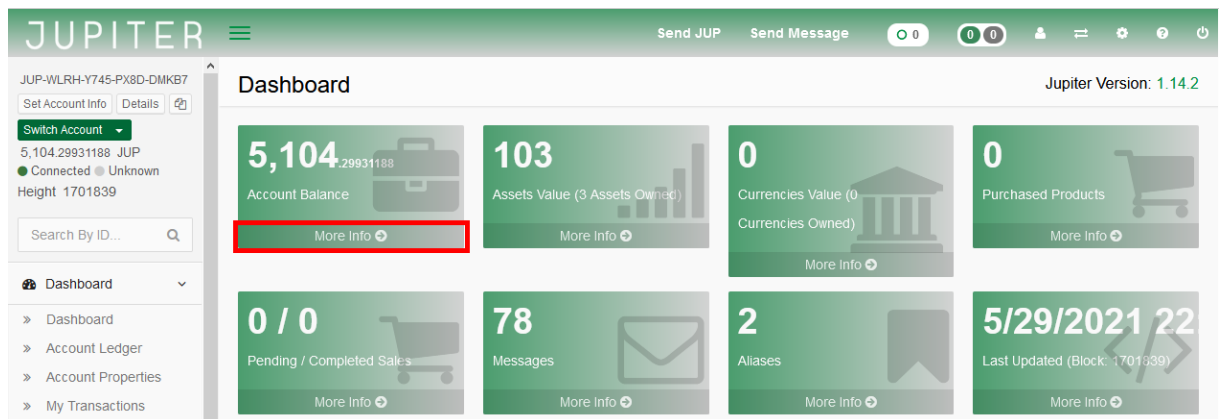 JUPITER
Send JUP Send Message 0 0 0
JUP-WLRH-Y745-PX8D-DMKB7
Set Account Info Details
Switch Account
5,104.29931188 JUP
Connected Unknown
Height 1701839
Search By ID...
Dashboard
» Dashboard
» Account Ledger
» Account Properties
» My Transactions
Dashboard
Jupiter Version: 1.14.2
5,104.29931188
Account Balance
More Info
103
Assets Value (3 Assets Owned)
More Info
0
Currencies Value (0
Currencies Owned)
More Info
0
Purchased Products
More Info
0 / 0
Pending / Completed Sales
More Info
78
Messages
More Info
2
Aliases
More Info
5/29/2021 22:
Last Updated (Block: 1701839)
More Info